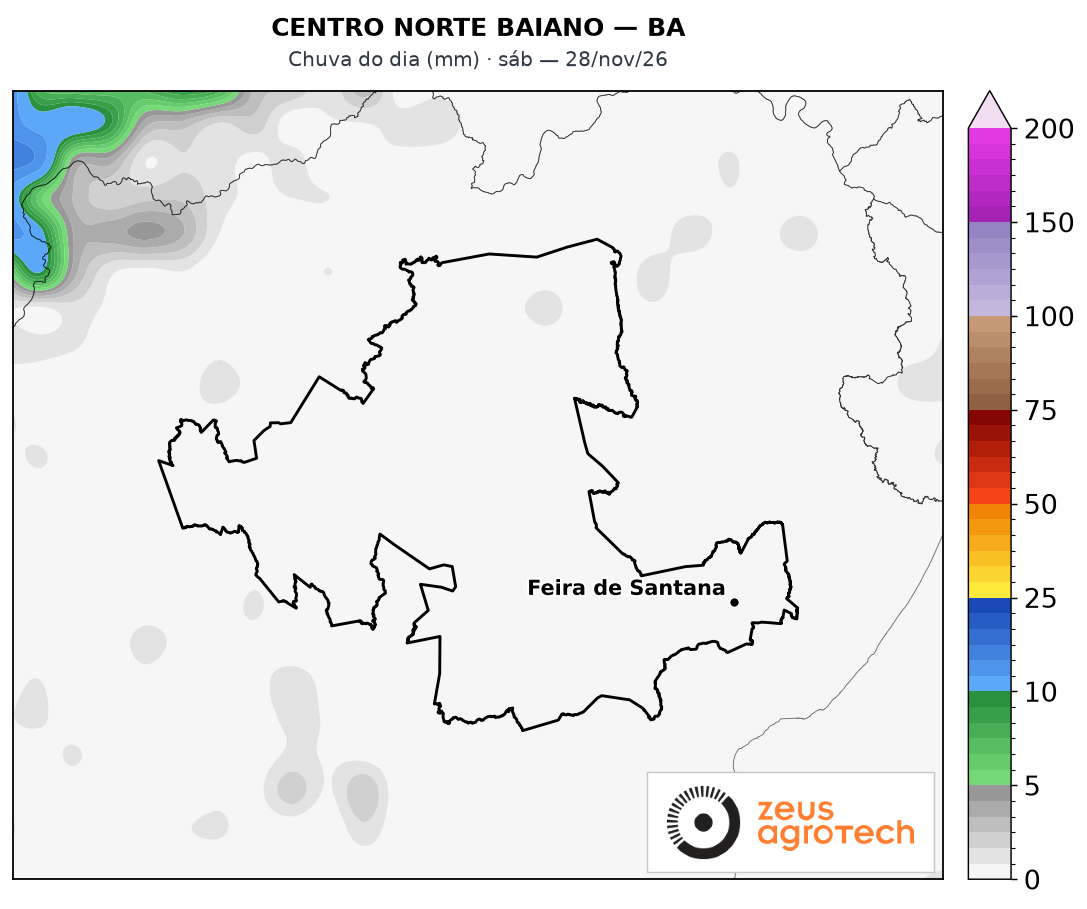 CENTRO NORTE BAIANO — BA
Chuva do dia (mm) · sáb — 28/nov/26
200
150
100
75
50
25
10
5
0
Feira de Santana
zeus
agrotech